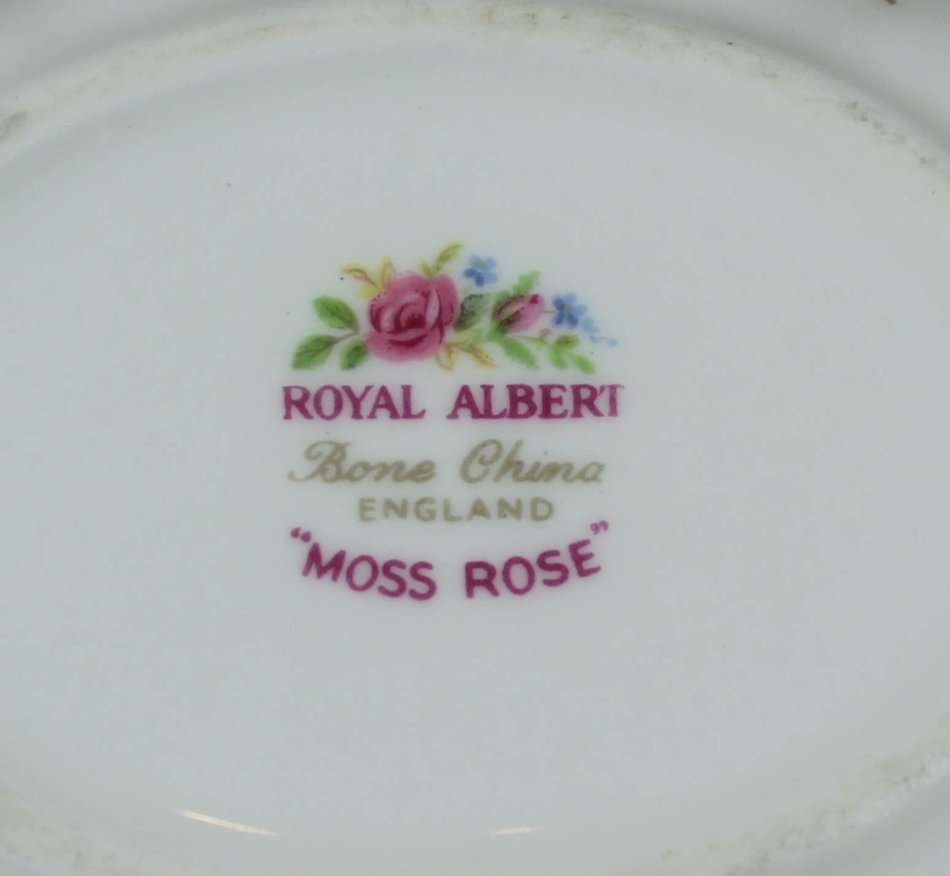 ROYAL ALBERT
Bone China
ENGLAND
"MOSS ROSE"